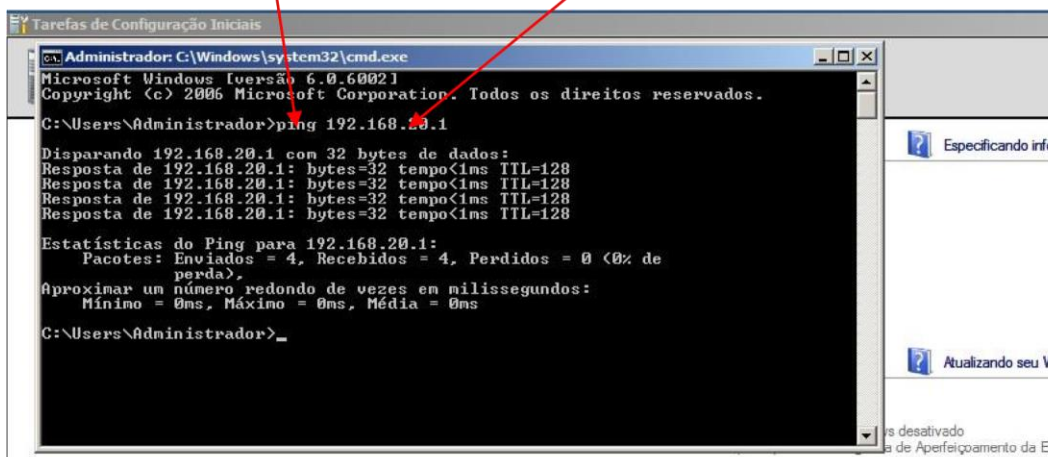 Tarefas de Configuração Iniciais
Administrador: C:\Windows\system32\cmd.exe
Microsoft Windows [versão 6.0.6002]
Copyright (c) 2006 Microsoft Corporation. Todos os direitos reservados.
C:\Users\Administrador>ping 192.168.20.1
Disparando 192.168.20.1 com 32 bytes de dados:
Resposta de 192.168.20.1: bytes=32 tempo<1ms TTL=128
Resposta de 192.168.20.1: bytes=32 tempo<1ms TTL=128
Resposta de 192.168.20.1: bytes=32 tempo<1ms TTL=128
Resposta de 192.168.20.1: bytes=32 tempo<1ms TTL=128
Estatísticas do Ping para 192.168.20.1:
Pacotes: Enviados = 4, Recebidos = 4, Perdidos = 0 (0% de
perda),
Aproximar um número redondo de vezes em milissegundos:
Mínimo = 0ms, Máximo = 0ms, Média = 0ms
C:\Users\Administrador>_
Especificando inf
Atualizando seu
desativado
de Aperfeiçoamento da E